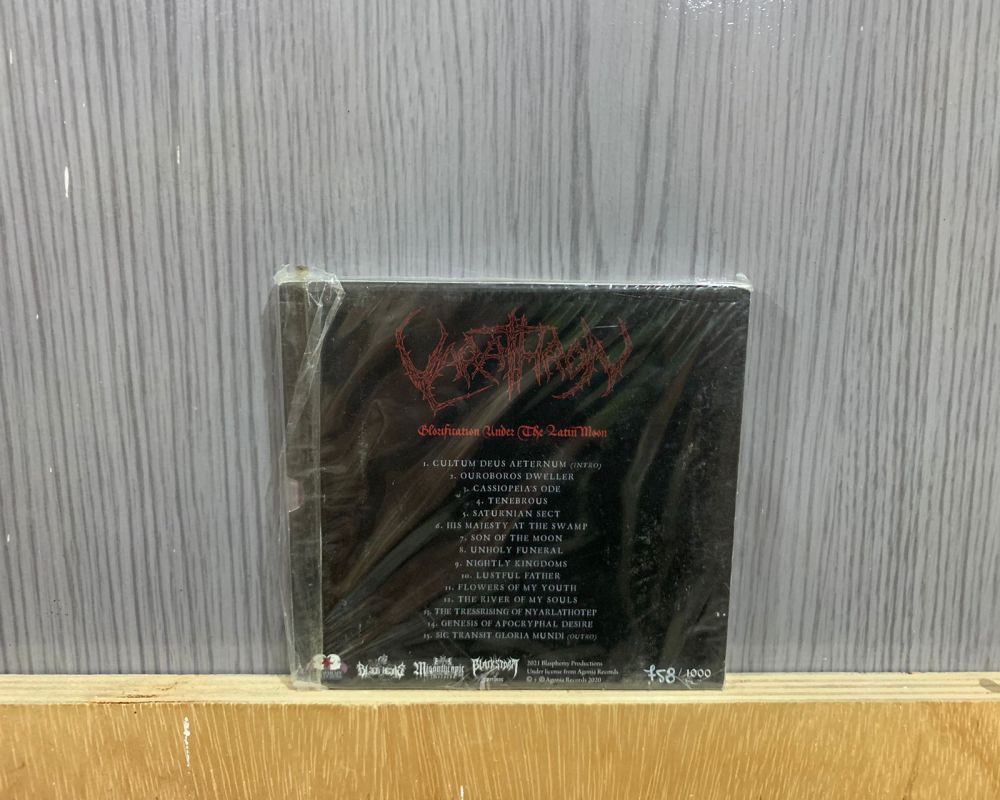 VARATHRON
Glorification Under The Latin Moon
1. CULTUM DEUS AETERNUM (INTRO)
2. OUROBOROS DWELLER
3. CASSIOPEIA'S ODE
4. TENEBROUS
5. SATURNIAN SECT
6. HIS MAJESTY AT THE SWAMP
7. SON OF THE MOON
8. UNHOLY FUNERAL
9. NIGHTLY KINGDOMS
10. LUSTFUL FATHER
11. FLOWERS OF MY YOUTH
12. THE RIVER OF MY SOULS
13. THE TRESSRISING OF NYARLATHOTEP
14. GENESIS OF APOCRYPHAL DESIRE
15. SIC TRANSIT GLORIA MUNDI (OUTRO)
Misanthropic
BLACKSTORM
2021 Blasphemy Productions
Under license from Agonia Records
© + ℗ Agonia Records 2020
758/1000